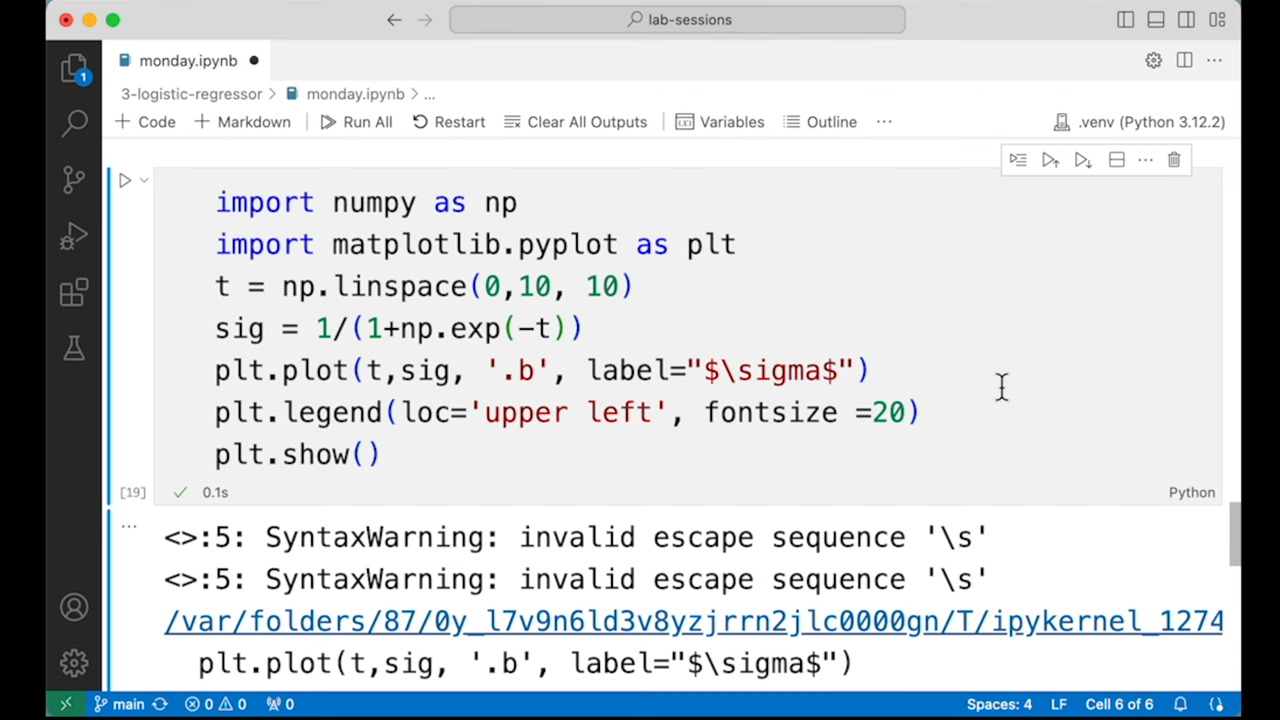 lab-sessions
monday.ipynb
1
3-logistic-regressor > monday.ipynb > ...
+ Code + Markdown Run All Restart Clear All Outputs Variables Outline ... .venv (Python 3.12.2)
import numpy as np
import matplotlib.pyplot as plt
t = np.linspace(0,10, 10)
sig = 1/(1+np.exp(-t))
plt.plot(t,sig, '.b', label="$\sigma$")
plt.legend(loc='upper left', fontsize =20)
plt.show()
[19] ✓ 0.1s Python
<>:5: SyntaxWarning: invalid escape sequence '\s'
<>:5: SyntaxWarning: invalid escape sequence '\s'
/var/folders/87/0y_l7v9n6ld3v8yzjrrn2jlc0000gn/T/ipykernel_1274
plt.plot(t,sig, '.b', label="$\sigma$")
main 0 0 0 Spaces: 4 LF Cell 6 of 6